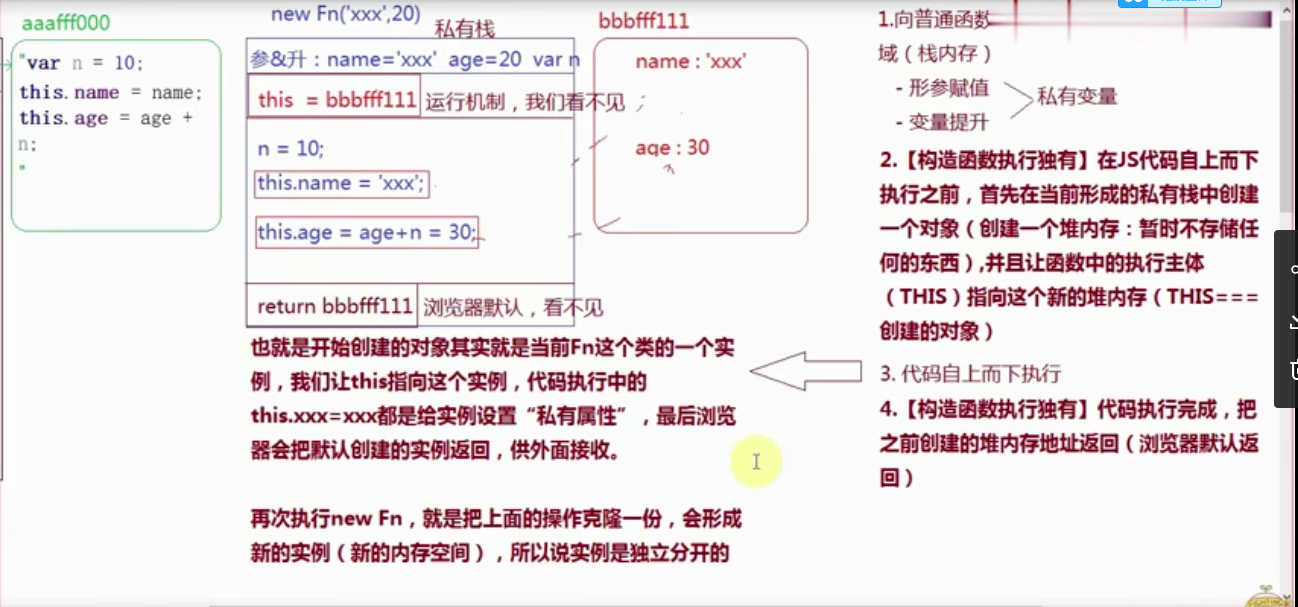 aaafff000
"var n = 10;
this.name = name;
this.age = age +
n;
"
new Fn('xxx',20)
私有栈
参&升：name='xxx' age=20 var n
this = bbbfff111 运行机制，我们看不见
n = 10;
this.name = 'xxx';
this.age = age+n = 30;
return bbbfff111 浏览器默认，看不见
bbbfff111
name : 'xxx'
age : 30
也就是开始创建的对象其实就是当前Fn这个类的一个实
例，我们让this指向这个实例，代码执行中的
this.xxx=xxx都是给实例设置“私有属性”，最后浏览
器会把默认创建的实例返回，供外面接收。
再次执行new Fn，就是把上面的操作克隆一份，会形成
新的实例（新的内存空间），所以说实例是独立分开的
1.向普通函数
域（栈内存）
- 形参赋值
- 变量提升
私有变量
2.【构造函数执行独有】在JS代码自上而下
执行之前，首先在当前形成的私有栈中创建
一个对象（创建一个堆内存：暂时不存储任
何的东西）,并且让函数中的执行主体
（THIS）指向这个新的堆内存（THIS===
创建的对象）
3. 代码自上而下执行
4.【构造函数执行独有】代码执行完成，把
之前创建的堆内存地址返回（浏览器默认返
回）